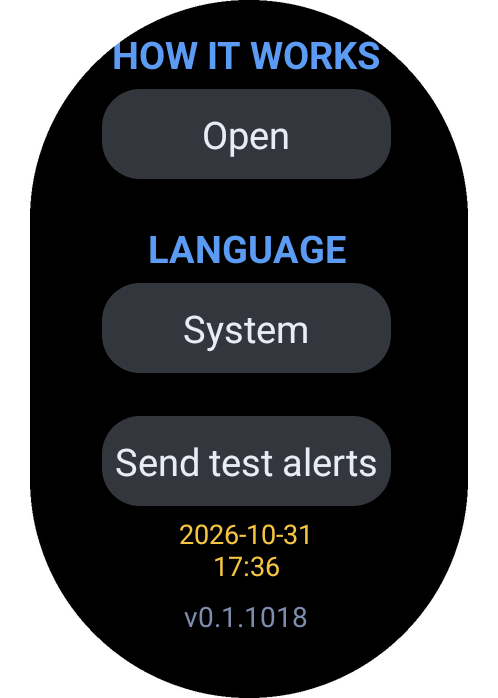 HOW IT WORKS
Open
LANGUAGE
System
Send test alerts
2026-10-31
17:36
v0.1.1018